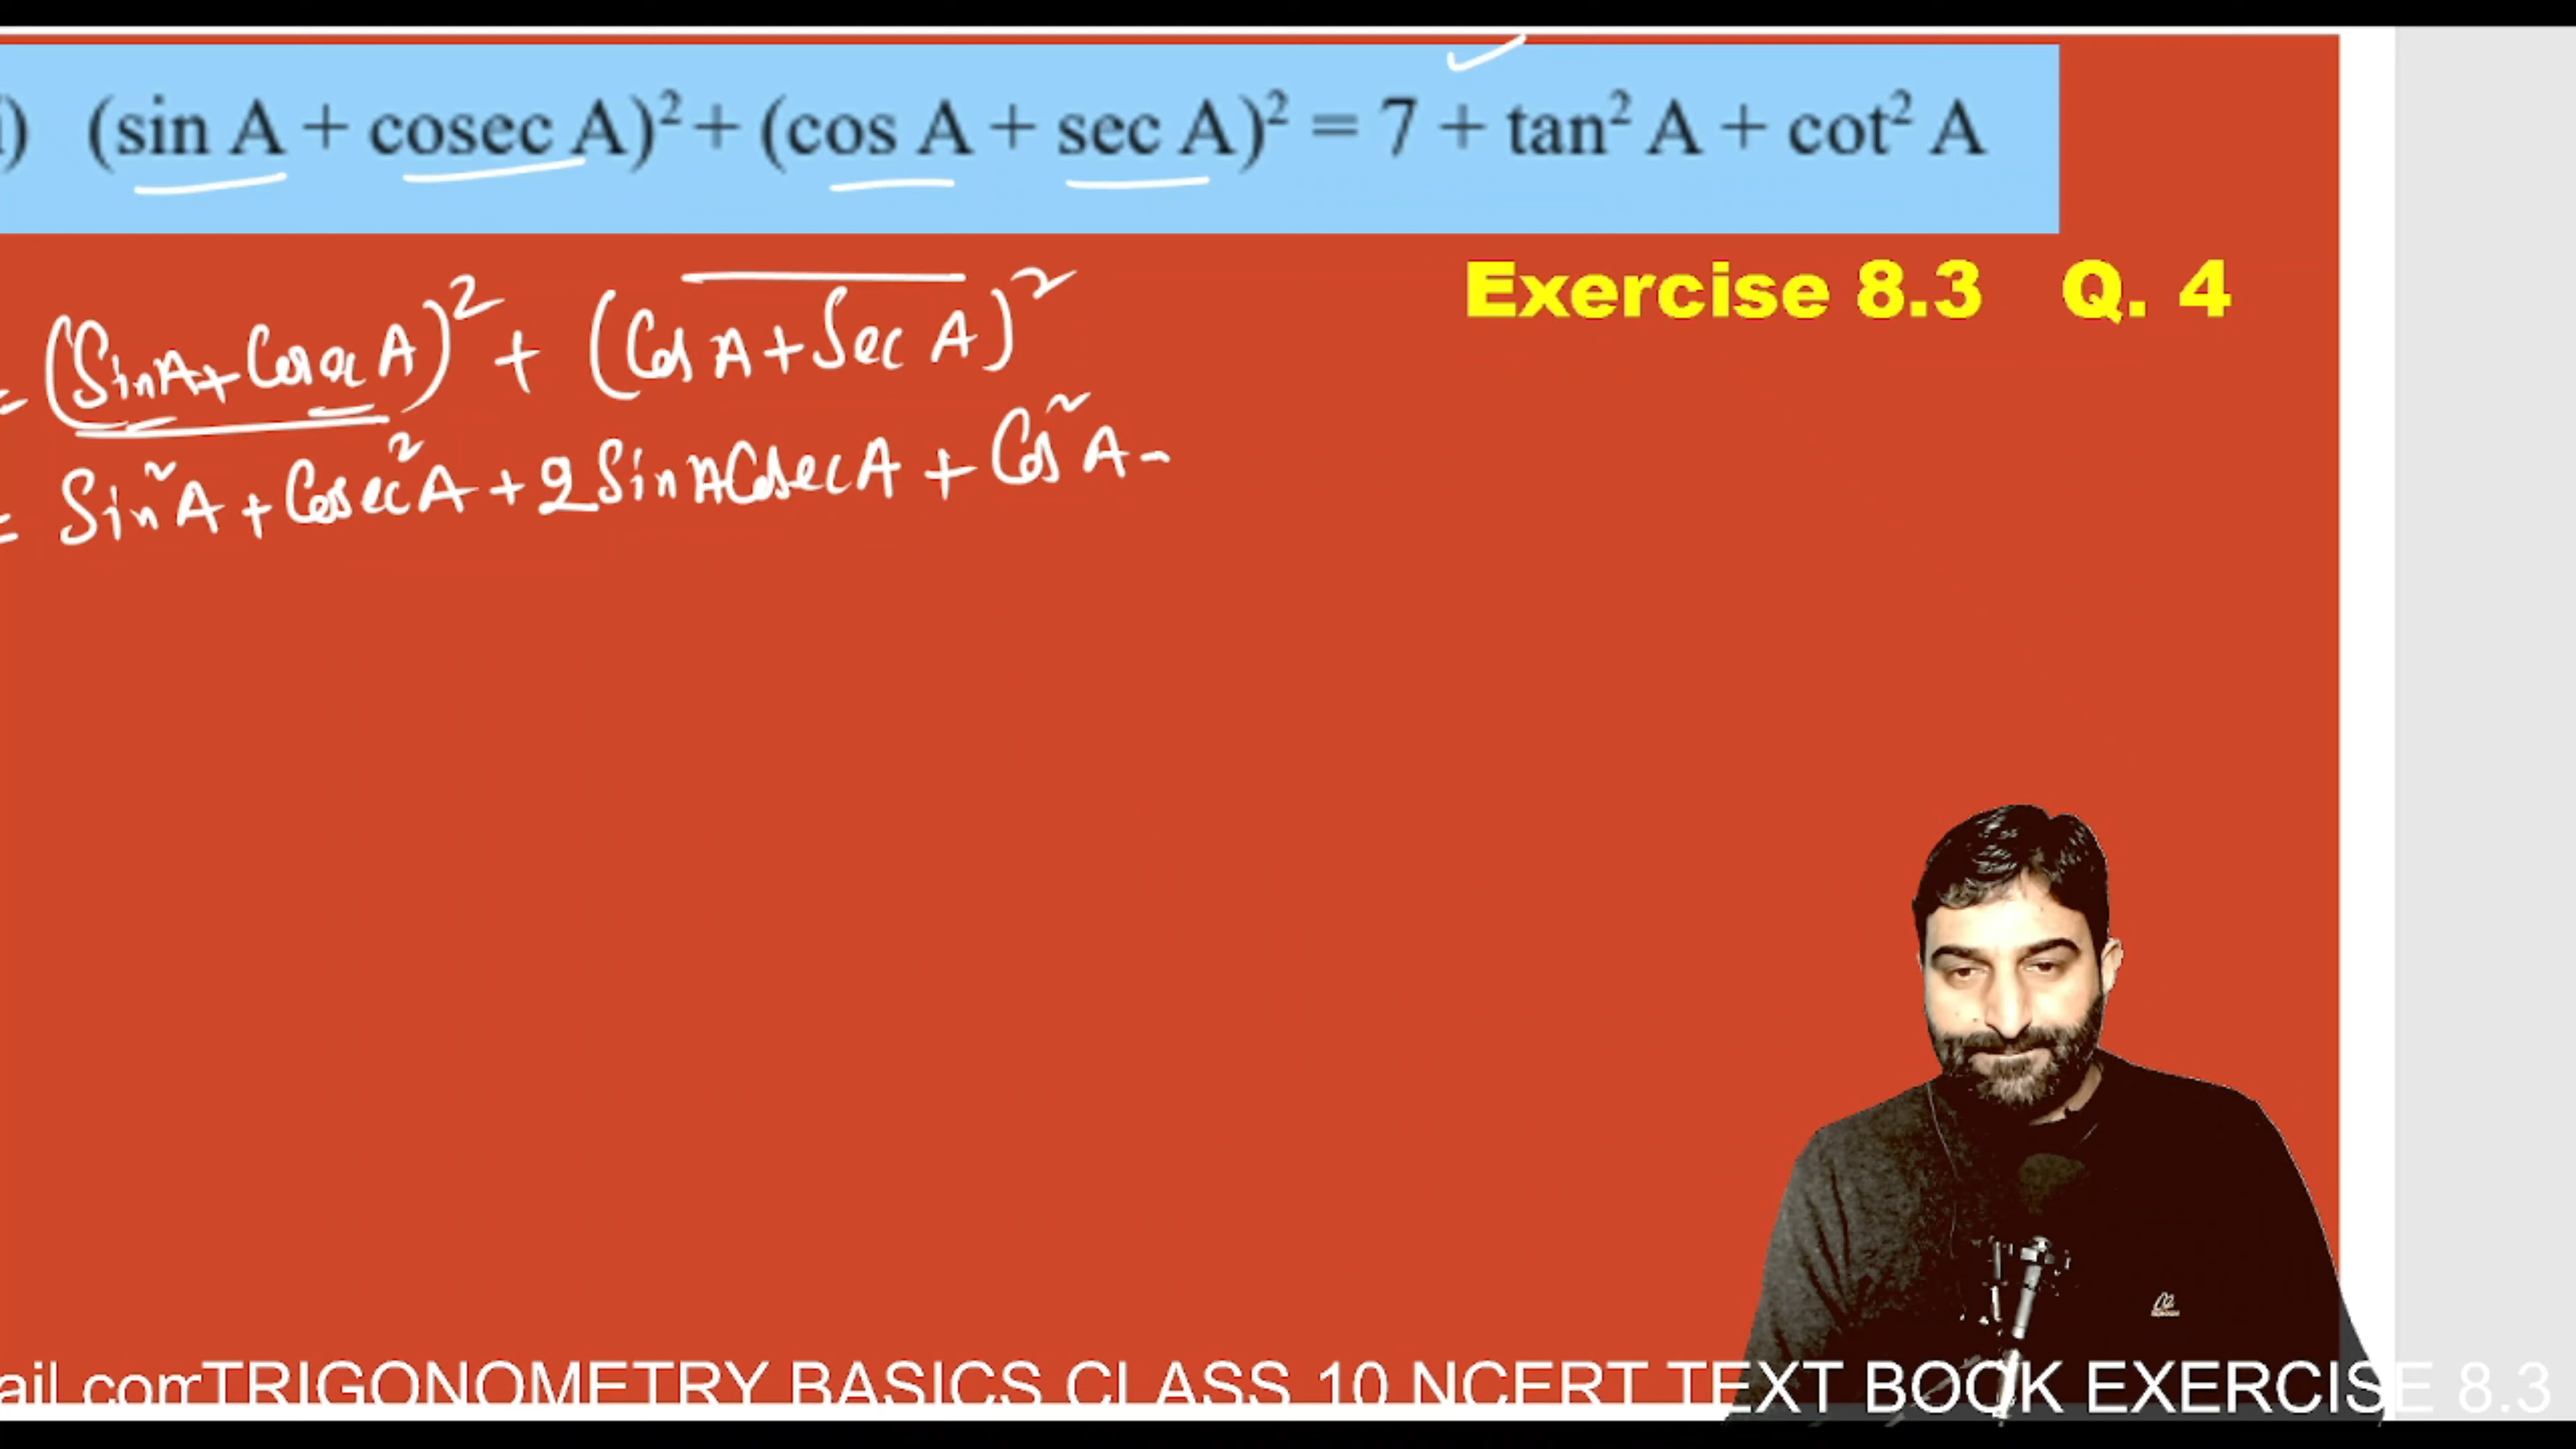 i) (sin A + cosec A)² + (cos A + sec A)² = 7 + tan² A + cot² A
Exercise 8.3 Q. 4
= (SinA + Cosec A)² + (Cos A + Sec A)²
= Sin²A + Cosec²A + 2 Sin A Cosec A + Cos²A -
ail.com TRIGONOMETRY BASICS CLASS 10 NCERT TEXT BOOK EXERCISE 8.3